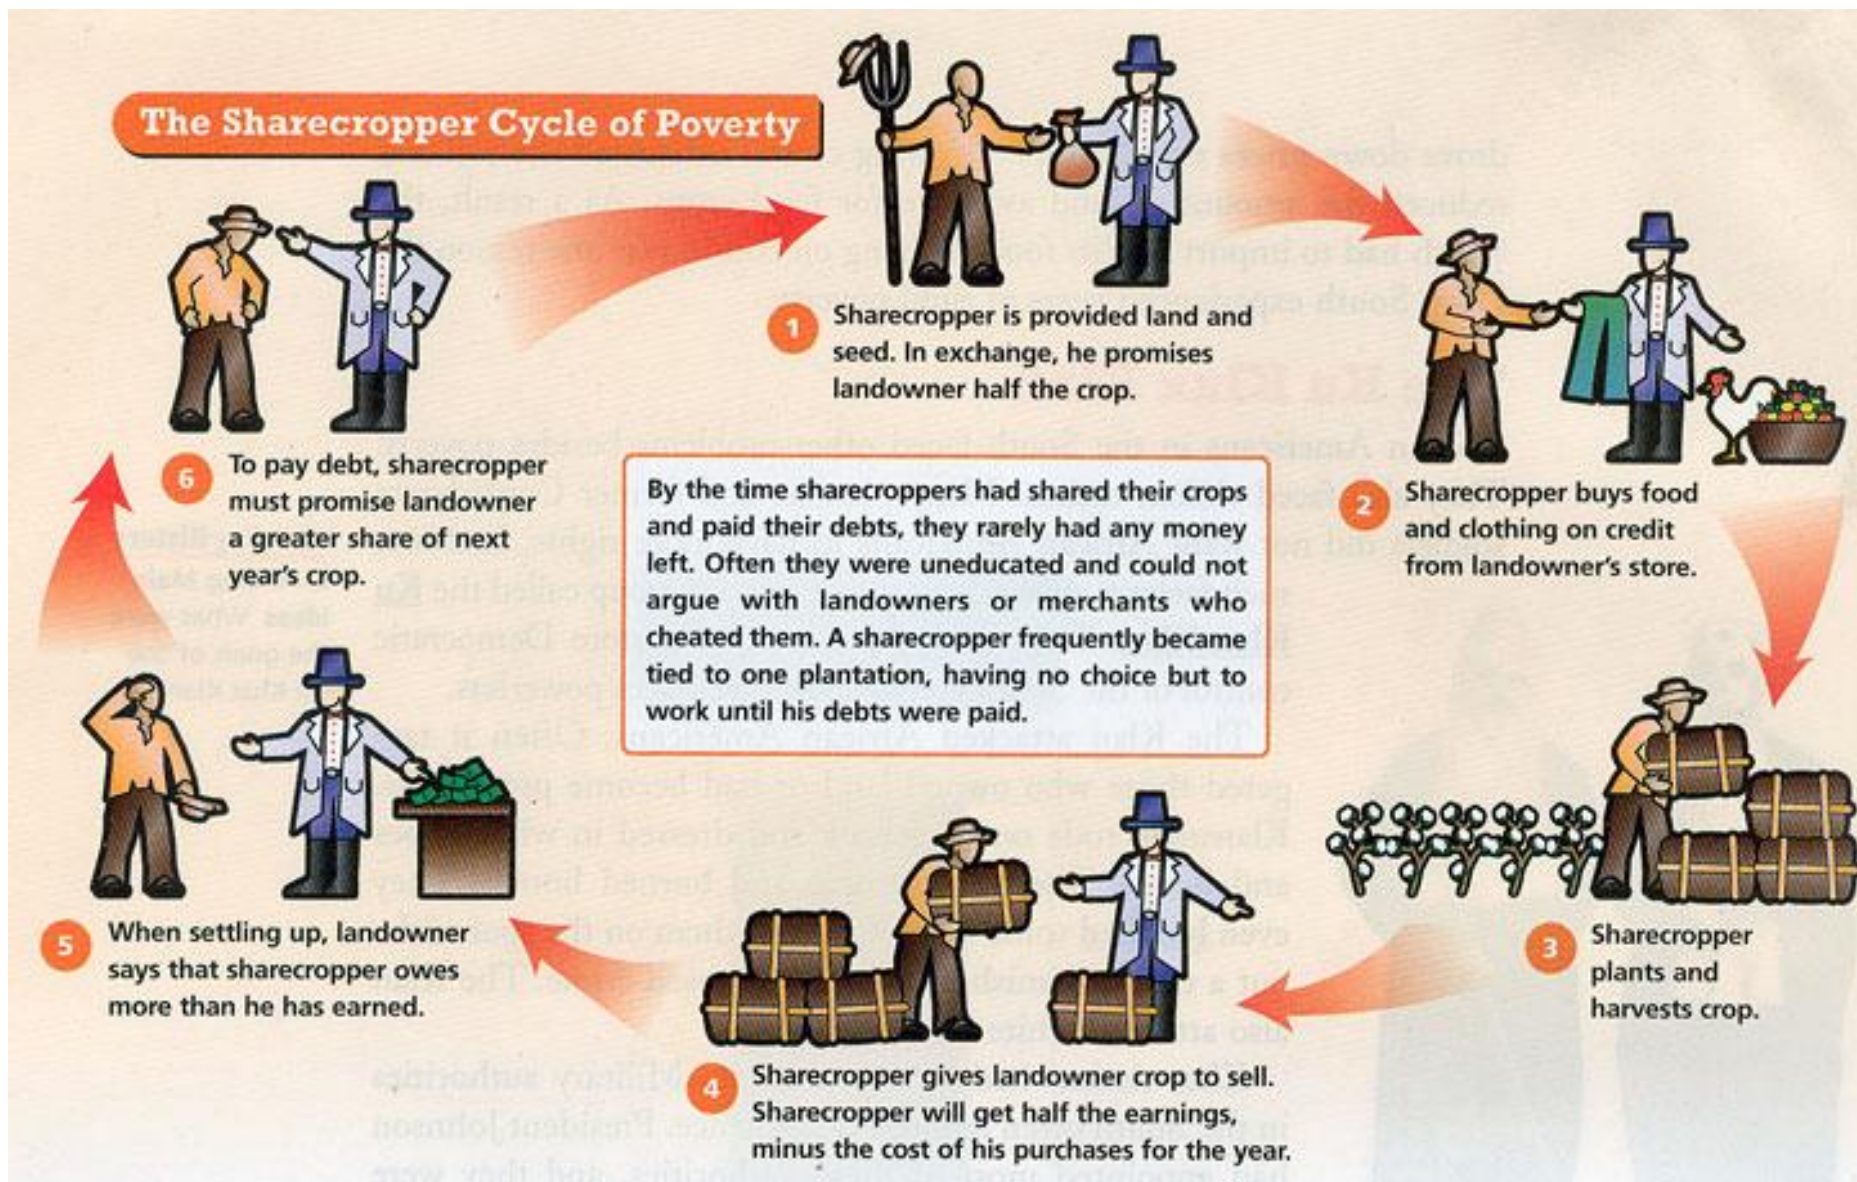 The Sharecropper Cycle of Poverty
1 Sharecropper is provided land and
seed. In exchange, he promises
landowner half the crop.
2 Sharecropper buys food
and clothing on credit
from landowner's store.
3 Sharecropper
plants and
harvests crop.
4 Sharecropper gives landowner crop to sell.
Sharecropper will get half the earnings,
minus the cost of his purchases for the year.
5 When settling up, landowner
says that sharecropper owes
more than he has earned.
6 To pay debt, sharecropper
must promise landowner
a greater share of next
year's crop.
By the time sharecroppers had shared their crops
and paid their debts, they rarely had any money
left. Often they were uneducated and could not
argue with landowners or merchants who
cheated them. A sharecropper frequently became
tied to one plantation, having no choice but to
work until his debts were paid.